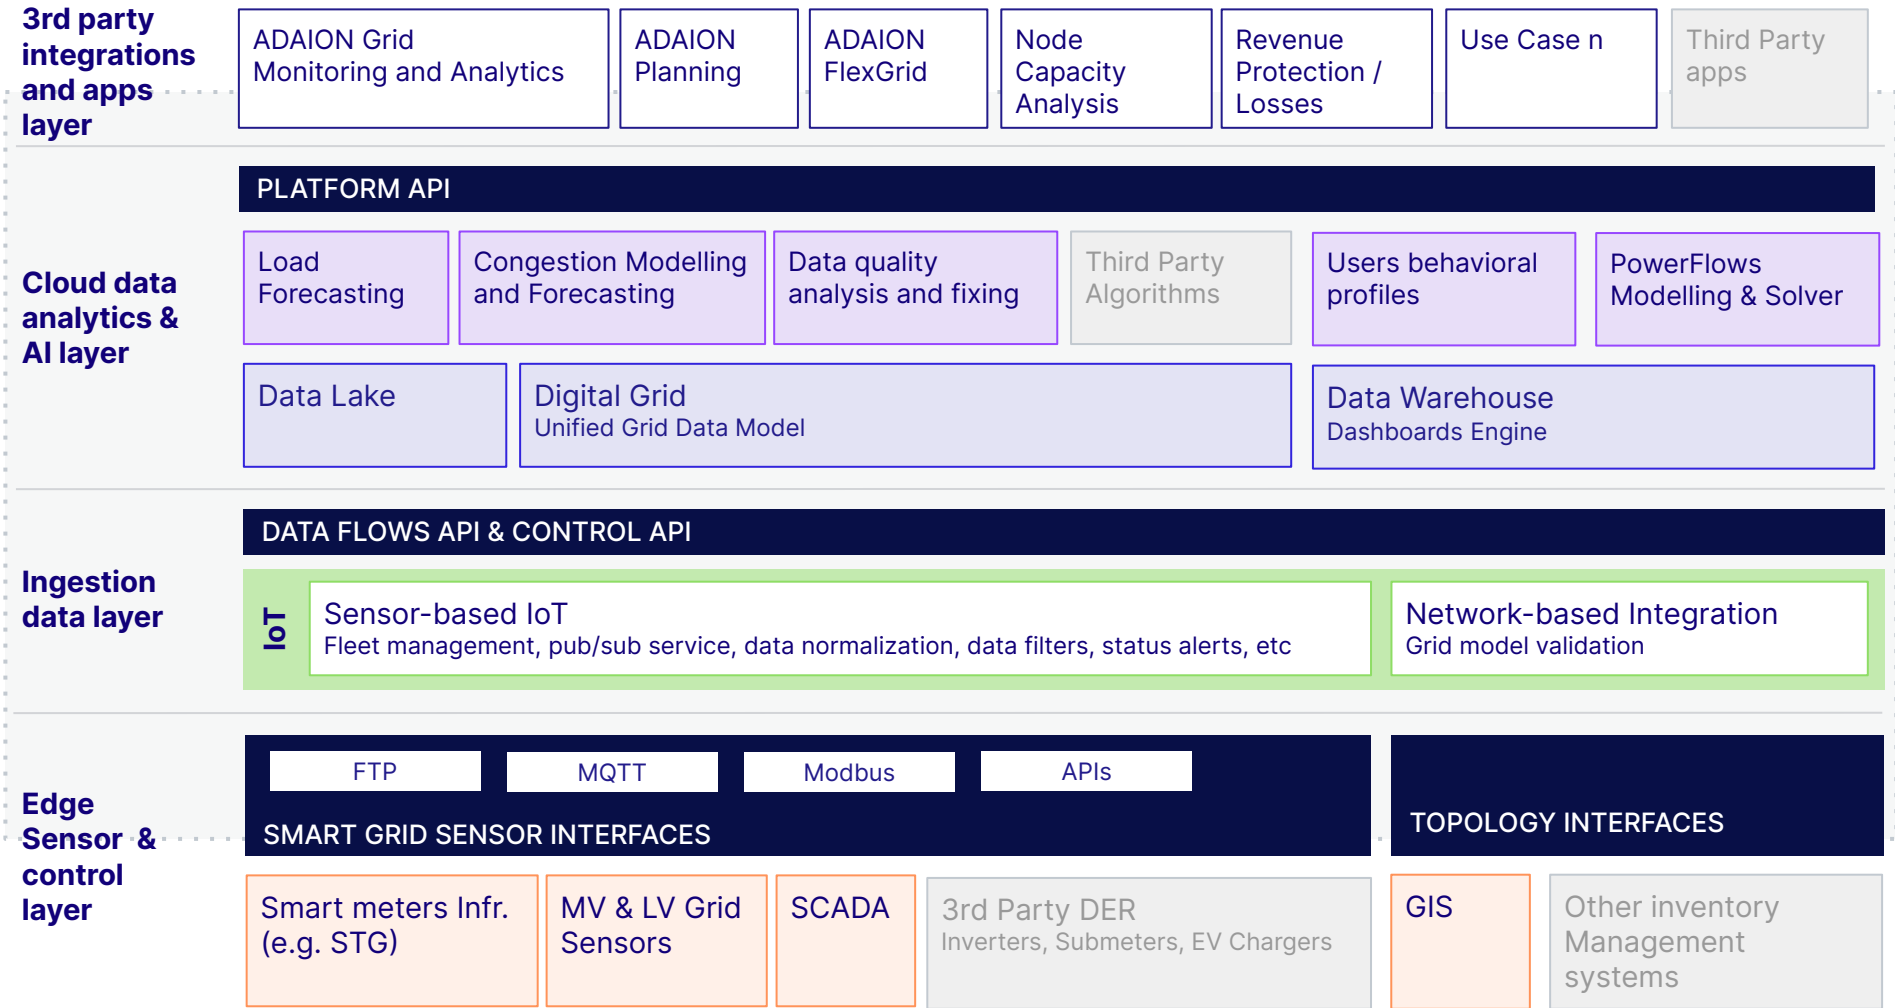 3rd party
integrations
and apps
layer
ADAION Grid
Monitoring and Analytics
ADAION
Planning
ADAION
FlexGrid
Node
Capacity
Analysis
Revenue
Protection /
Losses
Use Case n
Third Party
apps
PLATFORM API
Cloud data
analytics &
AI layer
Load
Forecasting
Congestion Modelling
and Forecasting
Data quality
analysis and fixing
Third Party
Algorithms
Users behavioral
profiles
PowerFlows
Modelling & Solver
Data Lake
Digital Grid
Unified Grid Data Model
Data Warehouse
Dashboards Engine
DATA FLOWS API & CONTROL API
Ingestion
data layer
IoT
Sensor-based IoT
Fleet management, pub/sub service, data normalization, data filters, status alerts, etc
Network-based Integration
Grid model validation
Edge
Sensor &
control
layer
FTP
MQTT
Modbus
APIs
SMART GRID SENSOR INTERFACES
TOPOLOGY INTERFACES
Smart meters Infr.
(e.g. STG)
MV & LV Grid
Sensors
SCADA
3rd Party DER
Inverters, Submeters, EV Chargers
GIS
Other inventory
Management
systems